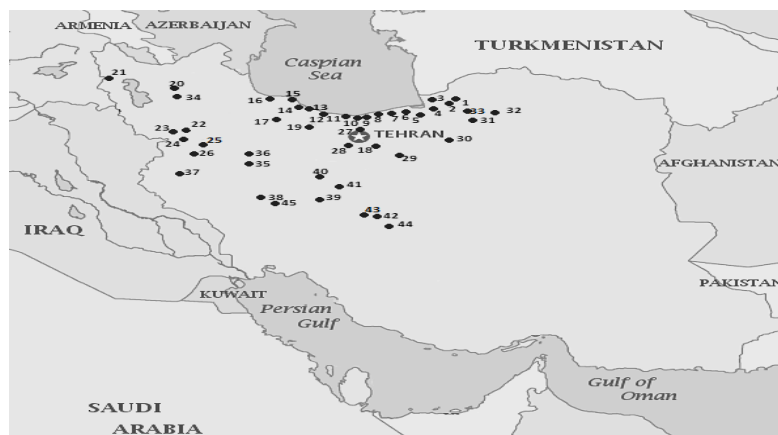 ARMENIA
AZERBAIJAN
TURKMENISTAN
Caspian
Sea
21
20
34
16
15
14
13
12
11
10
9
8
7
6
5
4
3
2
1
33
32
31
17
19
27
TEHRAN
23
22
24
25
26
28
18
29
30
36
35
37
40
41
38
45
39
43
42
44
AFGHANISTAN
IRAQ
KUWAIT
PAKISTAN
Persian
Gulf
Gulf of
Oman
SAUDI
ARABIA